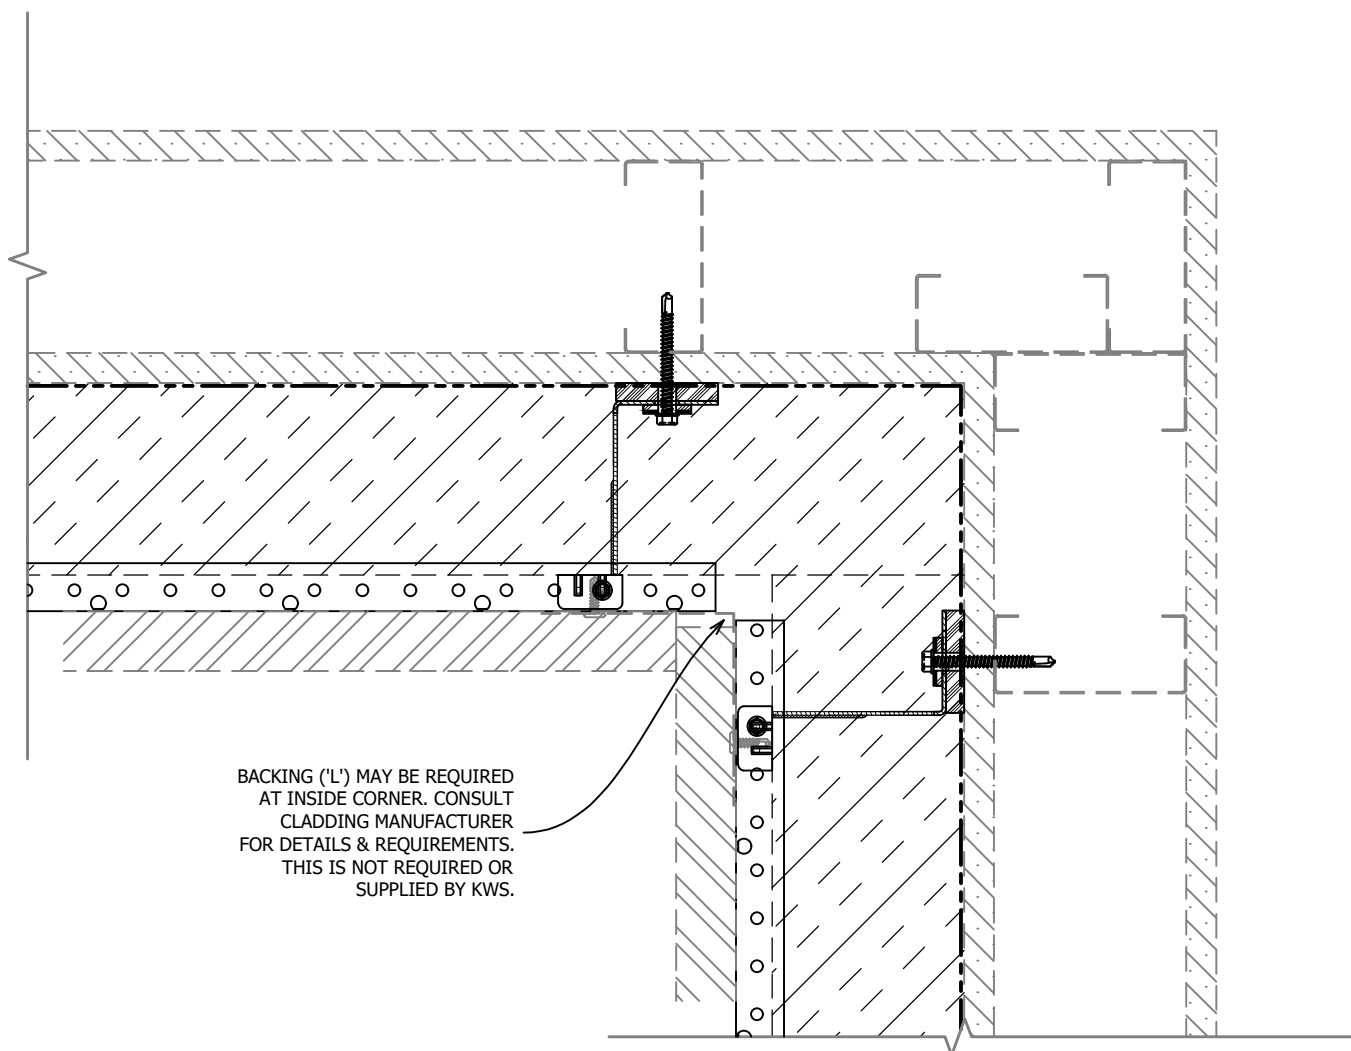 BACKING ('L') MAY BE REQUIRED
AT INSIDE CORNER. CONSULT
CLADDING MANUFACTURER
FOR DETAILS & REQUIREMENTS.
THIS IS NOT REQUIRED OR
SUPPLIED BY KWS.